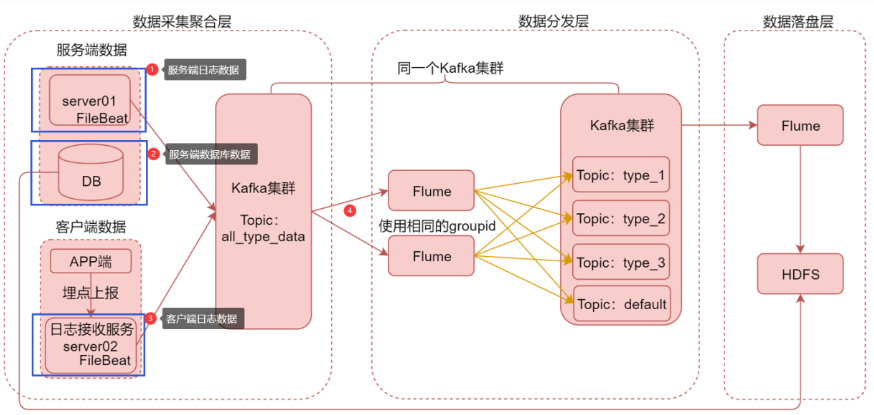 数据采集聚合层
数据分发层
数据落盘层
服务端数据
1 服务端日志数据
server01
FileBeat
2 服务端数据库数据
DB
客户端数据
APP端
埋点上报
3 客户端日志数据
日志接收服务
server02
FileBeat
同一个Kafka集群
Kafka集群
Topic：
all_type_data
4
Flume
使用相同的groupid
Flume
Kafka集群
Topic：type_1
Topic：type_2
Topic：type_3
Topic：default
Flume
HDFS